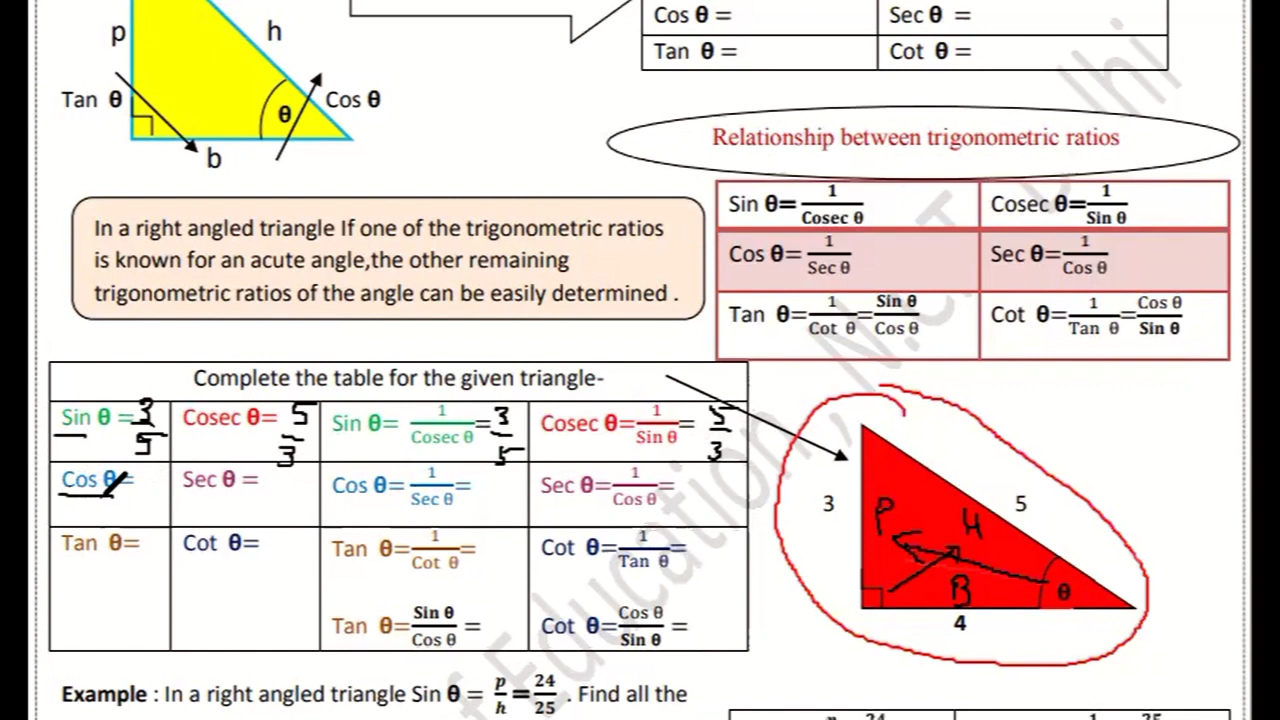 Cos θ =
Sec θ =
p
h
Tan θ =
Cot θ =
Tan θ
θ
Cos θ
b
Relationship between trigonometric ratios
Sin θ= 1/Cosec θ
Cosec θ= 1/Sin θ
Cos θ= 1/Sec θ
Sec θ= 1/Cos θ
Tan θ= 1/Cot θ = Sin θ/Cos θ
Cot θ= 1/Tan θ = Cos θ/Sin θ
In a right angled triangle If one of the trigonometric ratios
is known for an acute angle,the other remaining
trigonometric ratios of the angle can be easily determined .
Complete the table for the given triangle-
Sin θ = 3/5
Cosec θ= 5/3
Sin θ= 1/Cosec θ = 3/5
Cosec θ= 1/Sin θ = 5/3
Cos θ=
Sec θ =
Cos θ= 1/Sec θ =
Sec θ= 1/Cos θ =
Tan θ=
Cot θ=
Tan θ= 1/Cot θ =
Cot θ= 1/Tan θ =
Tan θ= Sin θ/Cos θ =
Cot θ= Cos θ/Sin θ =
3
P
H
5
B
θ
4
Example : In a right angled triangle Sin θ = p/h = 24/25 . Find all the
of Education , N.C.T. Delhi